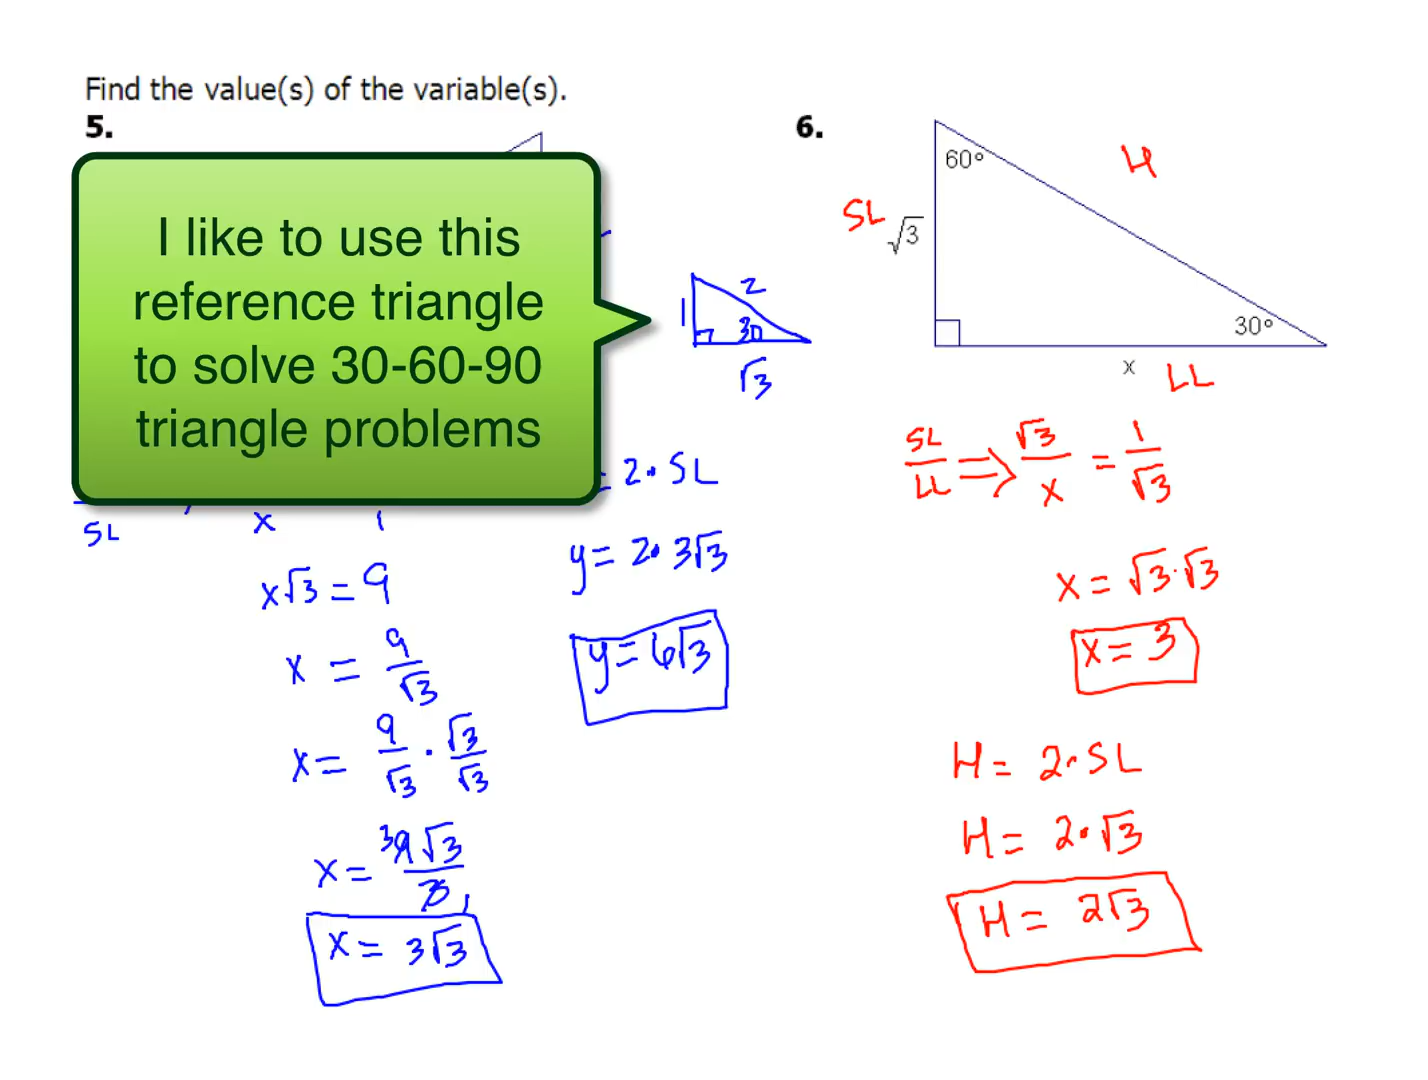 Find the value(s) of the variable(s).
5.
I like to use this
reference triangle
to solve 30-60-90
triangle problems
1
2
30
√3
SL
x
1
x√3 = 9
x = 9/√3
x = 9/√3 · √3/√3
x = 39√3/3 1
x = 3√3
= 2·SL
y = 2·3√3
y = 6√3
6.
60°
H
SL
√3
30°
x
LL
SL/LL ⇒ √3/x = 1/√3
x = √3·√3
x = 3
H = 2·SL
H = 2·√3
H = 2√3